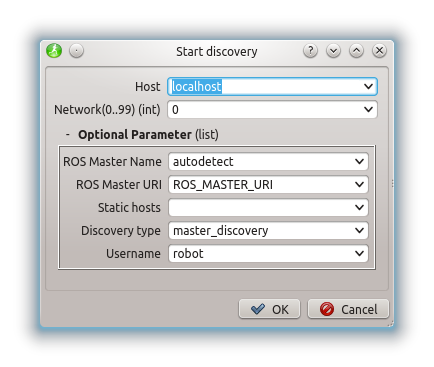 Start discovery
Host localhost
Network(0..99) (int) 0
- Optional Parameter (list)
ROS Master Name autodetect
ROS Master URI ROS_MASTER_URI
Static hosts
Discovery type master_discovery
Username robot
OK Cancel